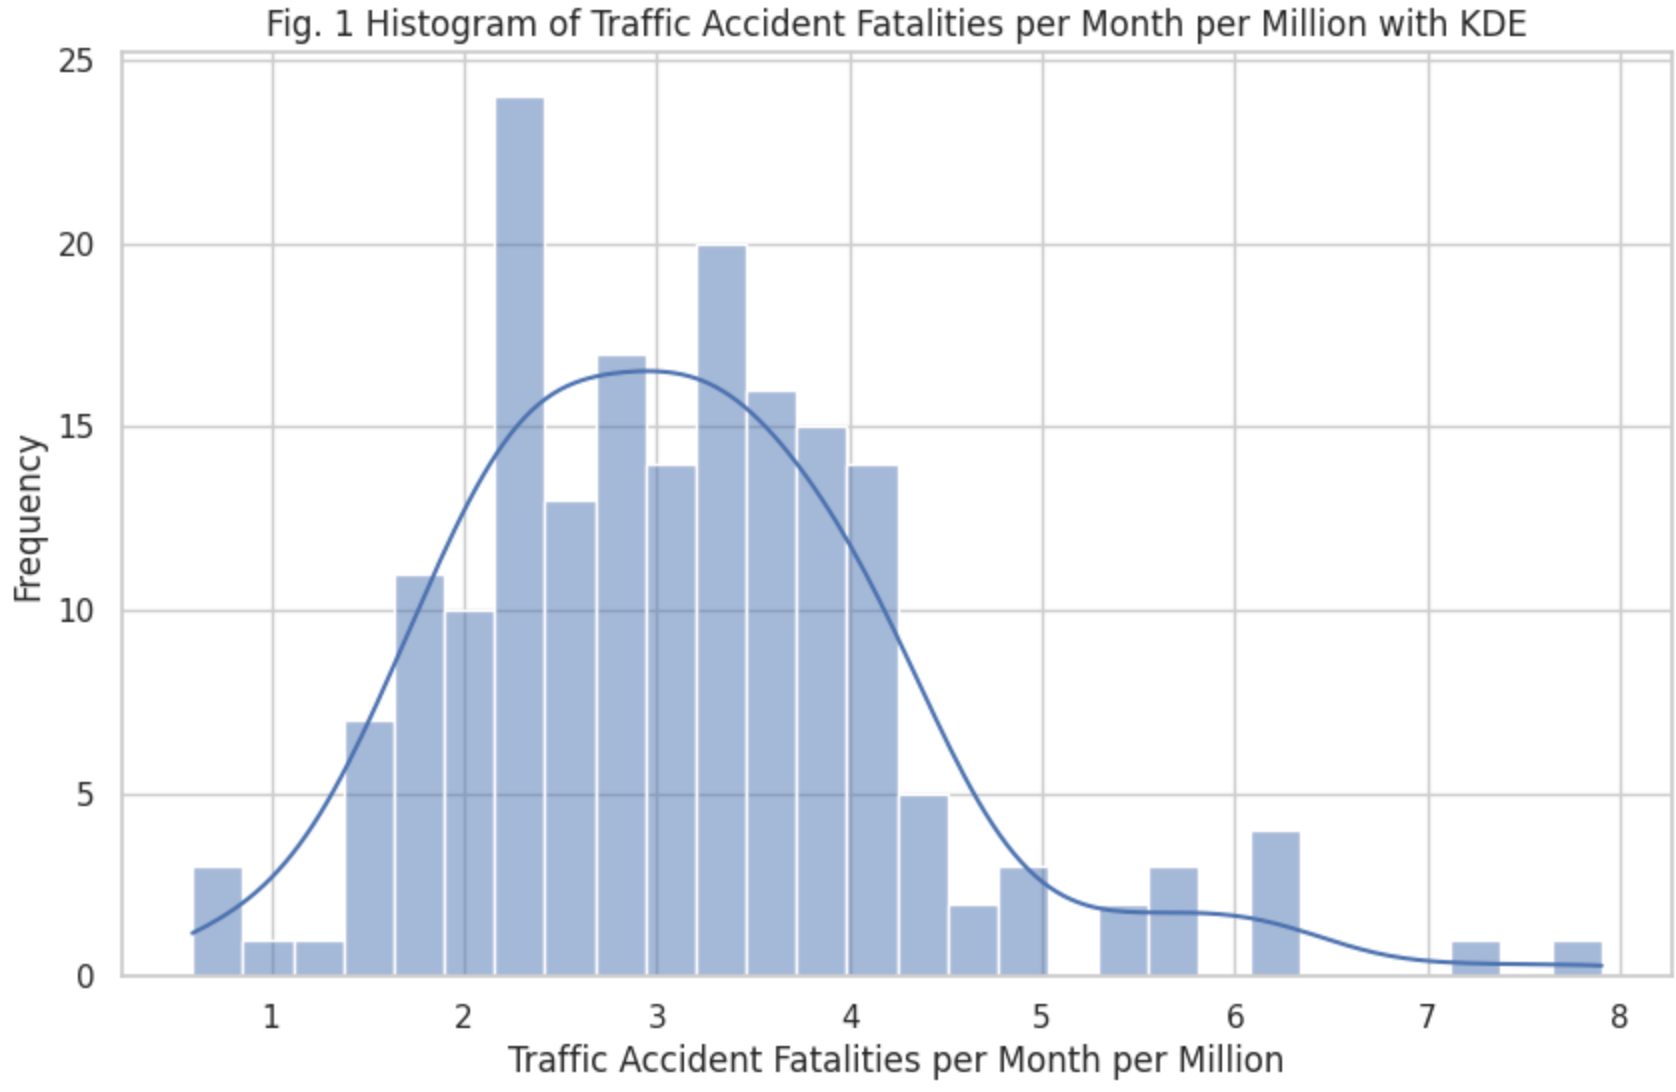 Fig. 1 Histogram of Traffic Accident Fatalities per Month per Million with KDE
25
20
15
10
5
0
Frequency
1 2 3 4 5 6 7 8
Traffic Accident Fatalities per Month per Million